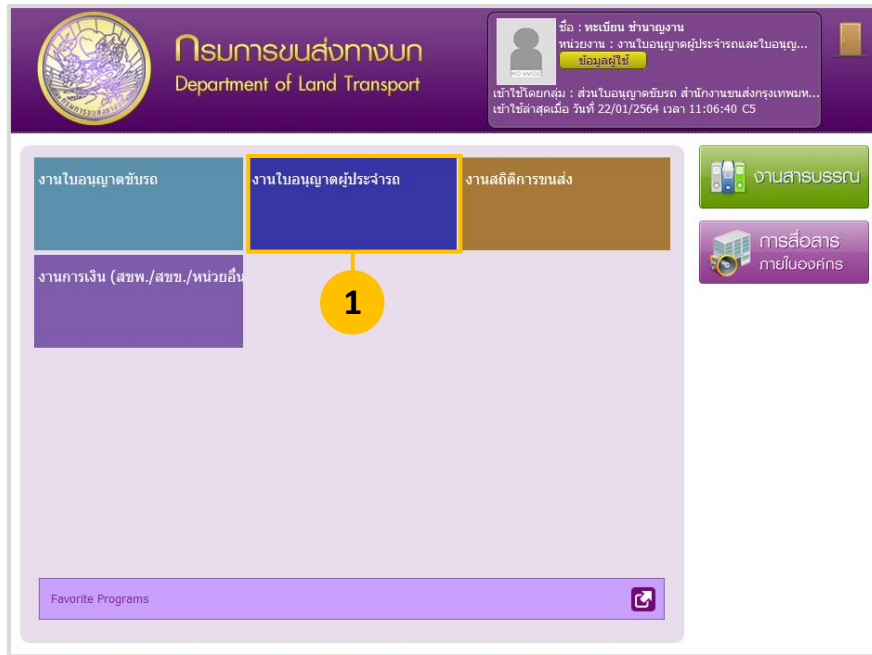 กรมการขนส่งทางบก
Department of Land Transport
ชื่อ : ทะเบียน ชำนาญงาน
หน่วยงาน : งานใบอนุญาตผู้ประจำรถและใบอนุญ...
ข้อมูลผู้ใช้
NO IMAGE
เข้าใช้โดยกลุ่ม : ส่วนใบอนุญาตขับรถ สำนักงานขนส่งกรุงเทพมห...
เข้าใช้ล่าสุดเมื่อ วันที่ 22/01/2564 เวลา 11:06:40 C5
งานใบอนุญาตขับรถ
งานใบอนุญาตผู้ประจำรถ
งานสถิติการขนส่ง
งานสารบรรณ
การสื่อสาร
ภายในองค์กร
งานการเงิน (สขพ./สขข./หน่วยอื่น
1
Favorite Programs